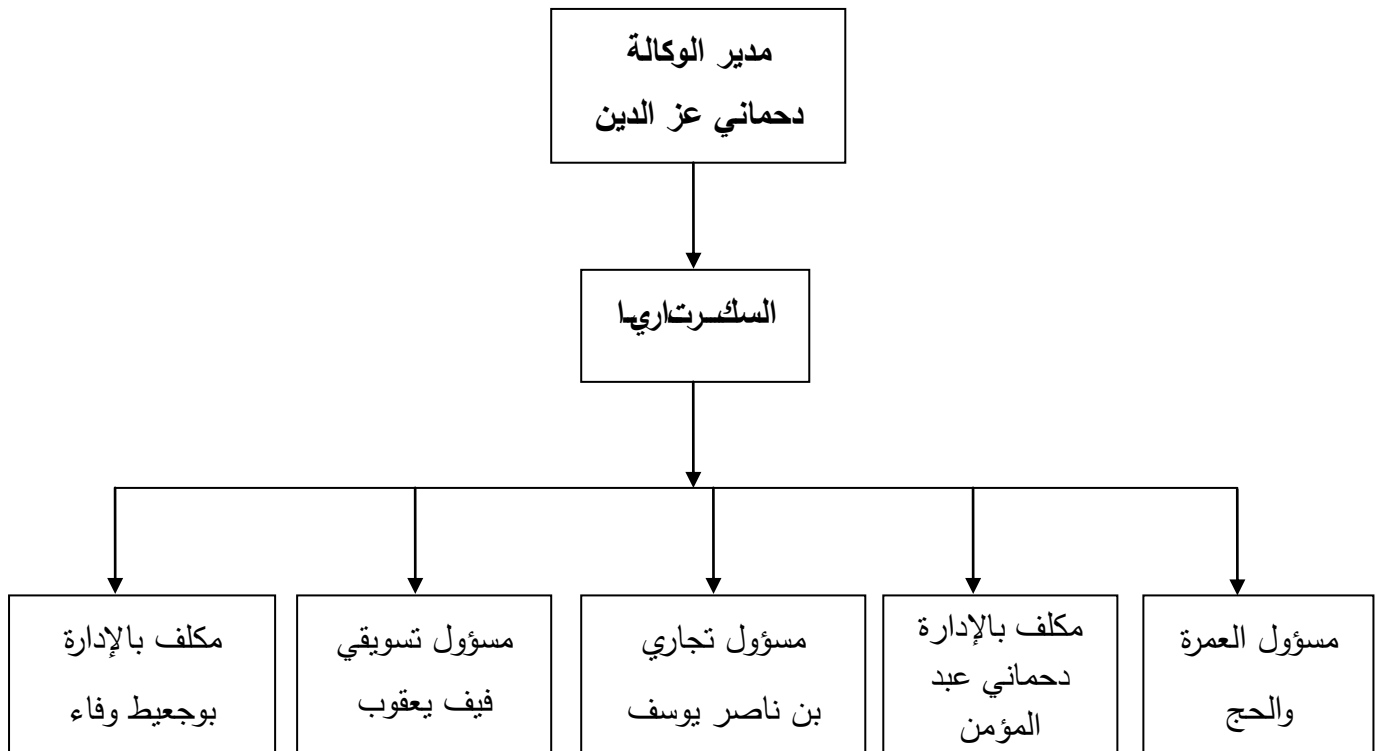 مدير الوكالة
دحماني عز الدين
السكـرتاريـا
مسؤول العمرة
والحج
مكلف بالإدارة
دحماني عبد
المؤمن
مسؤول تجاري
بن ناصر يوسف
مسؤول تسويقي
فيف يعقوب
مكلف بالإدارة
بوجعيط وفاء